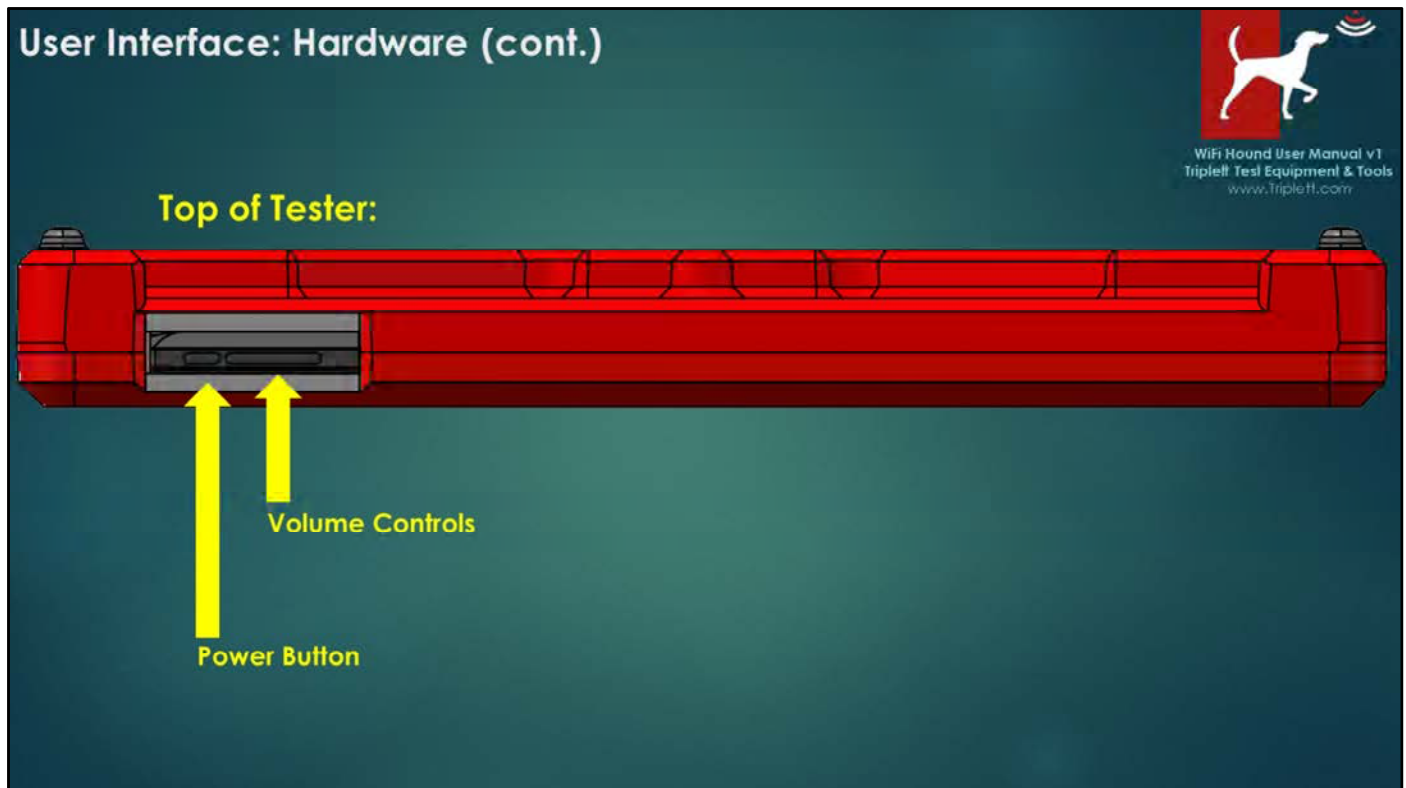 User Interface: Hardware (cont.)
WiFi Hound User Manual v1
Triplett Test Equipment & Tools
www.Triplett.com
Top of Tester:
Volume Controls
Power Button